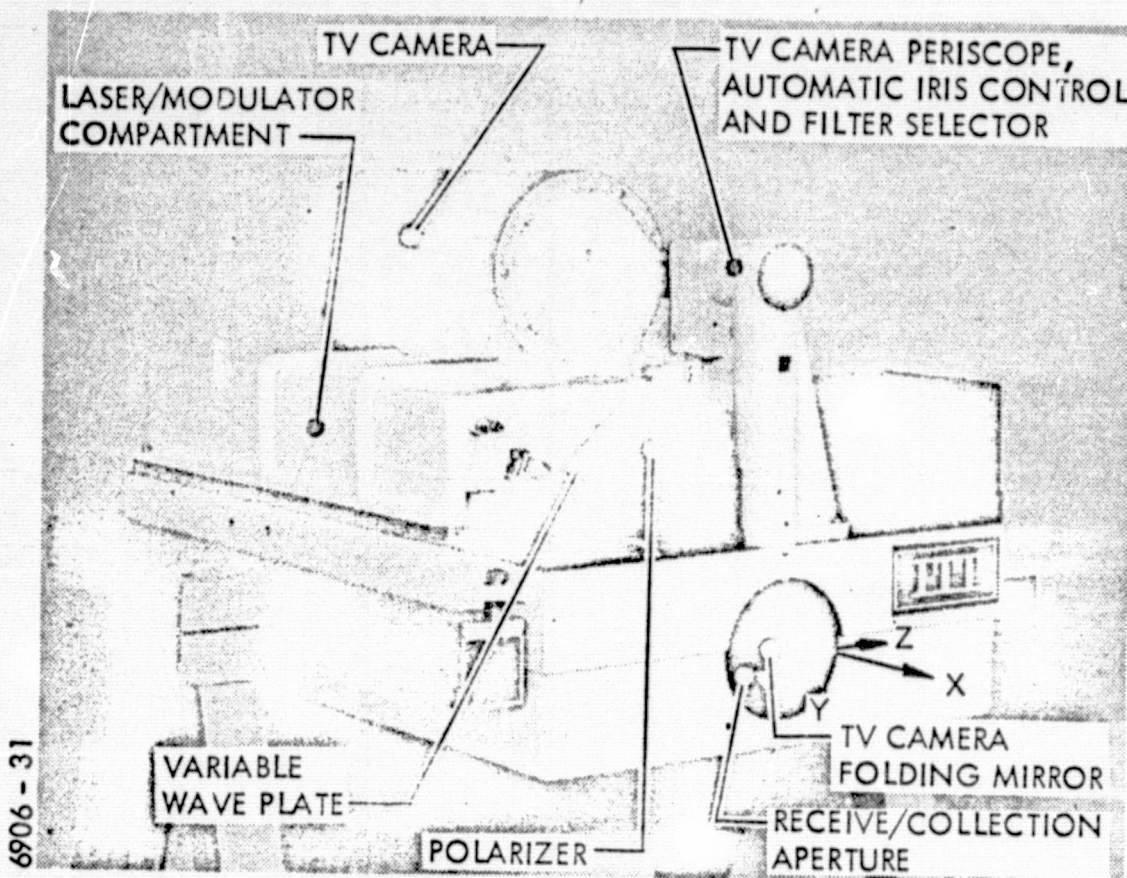 TV CAMERA
TV CAMERA PERISCOPE,
AUTOMATIC IRIS CONTROL
AND FILTER SELECTOR
LASER/MODULATOR
COMPARTMENT
Z
X
Y
TV CAMERA
FOLDING MIRROR
VARIABLE
WAVE PLATE
RECEIVE/COLLECTION
APERTURE
POLARIZER
6906-31